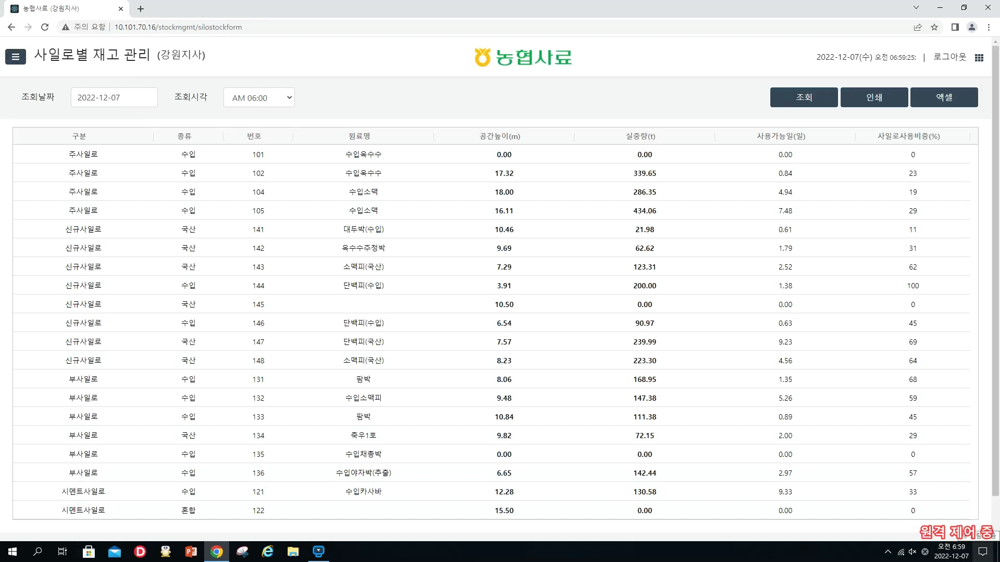 농협사료 (강원지사)
주의 요함 | 10.101.70.16/stockmgmt/silostockform
사일로별 재고 관리 (강원지사)
농협사료
2022-12-07(수) 오전 06:59:25: | 로그아웃
조회날짜 2022-12-07 조회시각 AM 06:00 조회 인쇄 엑셀
구분 종류 번호 원료명 공간높이(m) 실중량(t) 사용가능일(일) 사일로사용비중(%)
주사일로 수입 101 수입옥수수 0.00 0.00 0.00 0
주사일로 수입 102 수입옥수수 17.32 339.65 0.84 23
주사일로 수입 104 수입소맥 18.00 286.35 4.94 19
주사일로 수입 105 수입소맥 16.11 434.06 7.48 29
신규사일로 국산 141 대두박(수입) 10.46 21.98 0.61 11
신규사일로 국산 142 옥수수주정박 9.69 62.62 1.79 31
신규사일로 국산 143 소맥피(국산) 7.29 123.31 2.52 62
신규사일로 수입 144 단백피(수입) 3.91 200.00 1.38 100
신규사일로 국산 145 10.50 0.00 0.00 0
신규사일로 수입 146 단백피(수입) 6.54 90.97 0.63 45
신규사일로 국산 147 단백피(국산) 7.57 239.99 9.23 69
신규사일로 국산 148 소맥피(국산) 8.23 223.30 4.56 64
부사일로 수입 131 팜박 8.06 168.95 1.35 68
부사일로 수입 132 수입소맥피 9.48 147.38 5.26 59
부사일로 수입 133 팜박 10.84 111.38 0.89 45
부사일로 국산 134 축우1호 9.82 72.15 2.00 29
부사일로 수입 135 수입채종박 0.00 0.00 0.00 0
부사일로 수입 136 수입야자박(추출) 6.65 142.44 2.97 57
시멘트사일로 수입 121 수입카사바 12.28 130.58 9.33 33
시멘트사일로 혼합 122 15.50 0.00 0.00 0
원격 제어 중
오전 6:59
2022-12-07